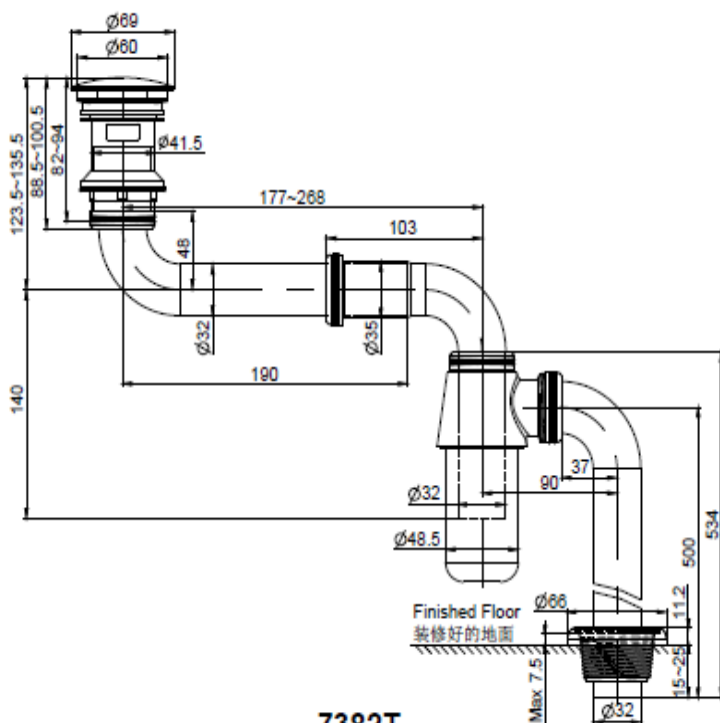 Ø69
Ø60
123.5~135.5
88.5~100.5
82~94
Ø41.5
177~268
103
48
Ø32
Ø35
190
140
37
90
Ø32
Ø48.5
534
500
Finished Floor
装修好的地面
Ø66
11.2
Max 7.5
15~25
Ø32
7382T